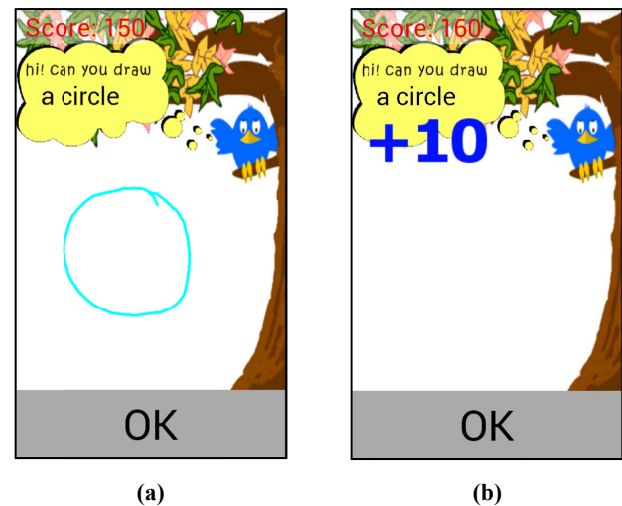 Score: 150
hi! can you draw
a circle
OK
(a)
Score: 160
hi! can you draw
a circle
+10
OK
(b)